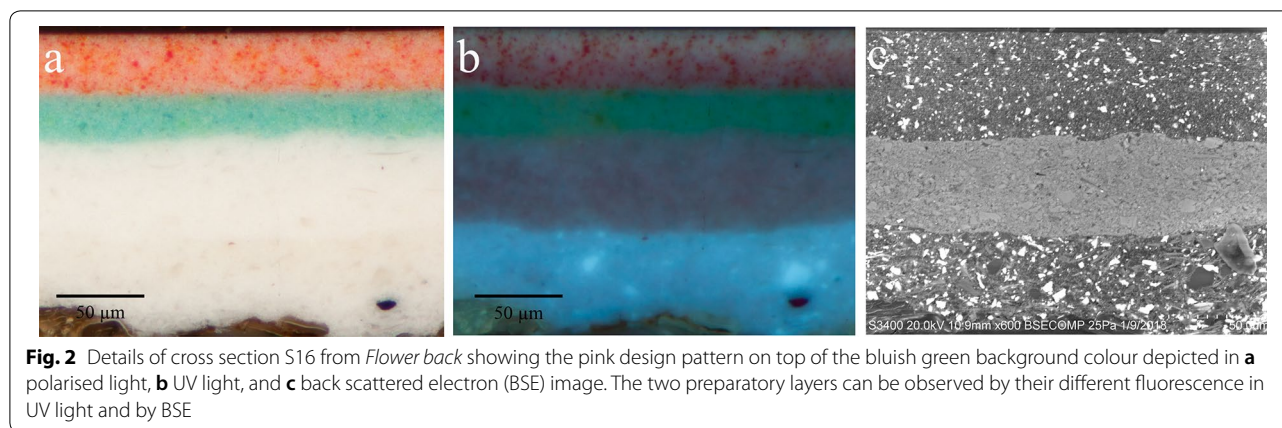 a
b
c
50 µm
50 µm
S3400 20.0kV 10.9mm x600 BSECOMP 25Pa 1/9/2018 50.0um
Fig. 2 Details of cross section S16 from Flower back showing the pink design pattern on top of the bluish green background colour depicted in a
polarised light, b UV light, and c back scattered electron (BSE) image. The two preparatory layers can be observed by their different fluorescence in
UV light and by BSE